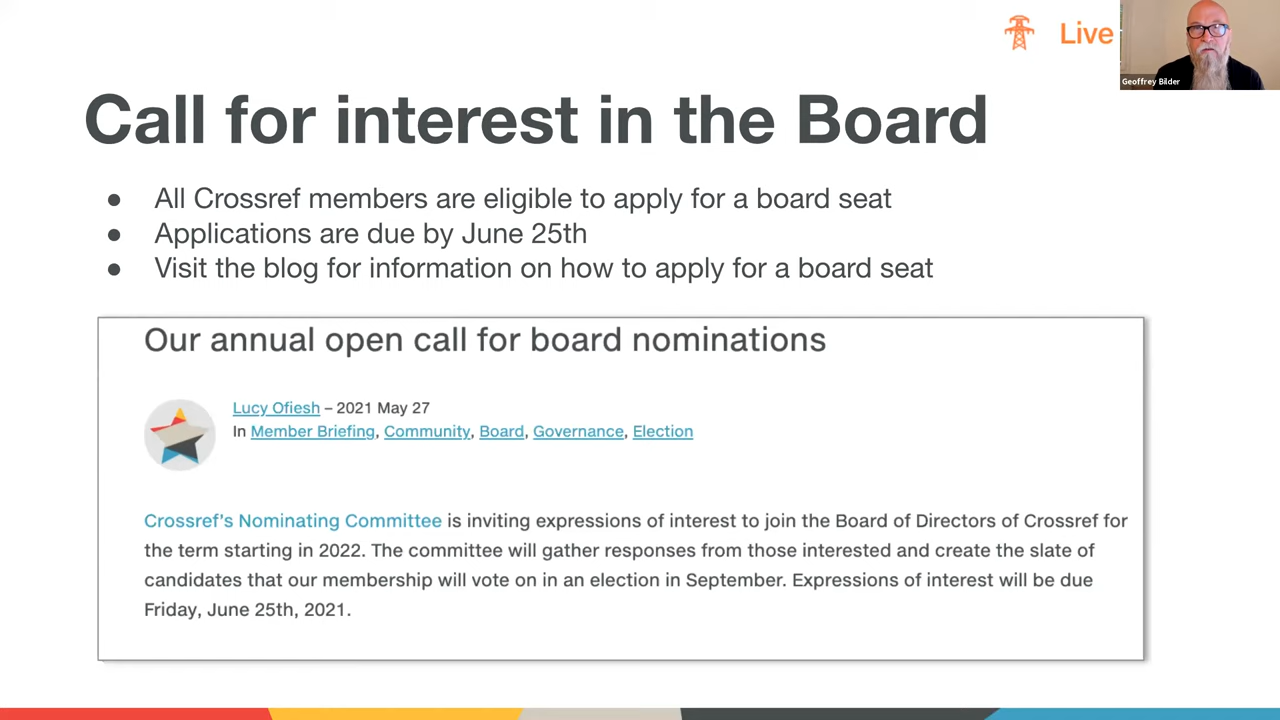 Live
Geoffrey Bilder
Call for interest in the Board
● All Crossref members are eligible to apply for a board seat
● Applications are due by June 25th
● Visit the blog for information on how to apply for a board seat
Our annual open call for board nominations
Lucy Ofiesh – 2021 May 27
In Member Briefing, Community, Board, Governance, Election
Crossref's Nominating Committee is inviting expressions of interest to join the Board of Directors of Crossref for
the term starting in 2022. The committee will gather responses from those interested and create the slate of
candidates that our membership will vote on in an election in September. Expressions of interest will be due
Friday, June 25th, 2021.